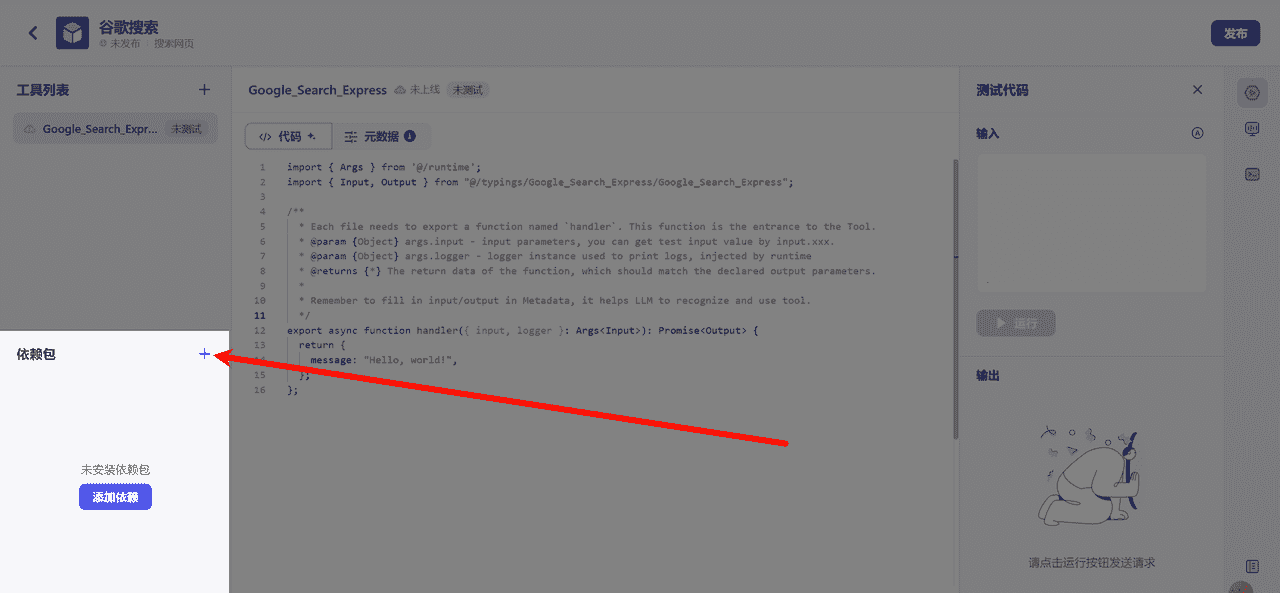 谷歌搜索
未发布 搜索网页
发布
工具列表
Google_Search_Expr... 未测试
依赖包
未安装依赖包
添加依赖
Google_Search_Express 未上线 未测试
代码 元数据
1 import { Args } from '@/runtime';
2 import { Input, Output } from "@/typings/Google_Search_Express/Google_Search_Express";
3
4 /**
5 * Each file needs to export a function named `handler`. This function is the entrance to the Tool.
6 * @param {Object} args.input - input parameters, you can get test input value by input.xxx.
7 * @param {Object} args.logger - logger instance used to print logs, injected by runtime
8 * @returns {*} The return data of the function, which should match the declared output parameters.
9 *
10 * Remember to fill in input/output in Metadata, it helps LLM to recognize and use tool.
11 */
12 export async function handler({ input, logger }: Args<Input>): Promise<Output> {
13 return {
14 message: "Hello, world!",
15 };
16 };
测试代码
输入
运行
输出
请点击运行按钮发送请求